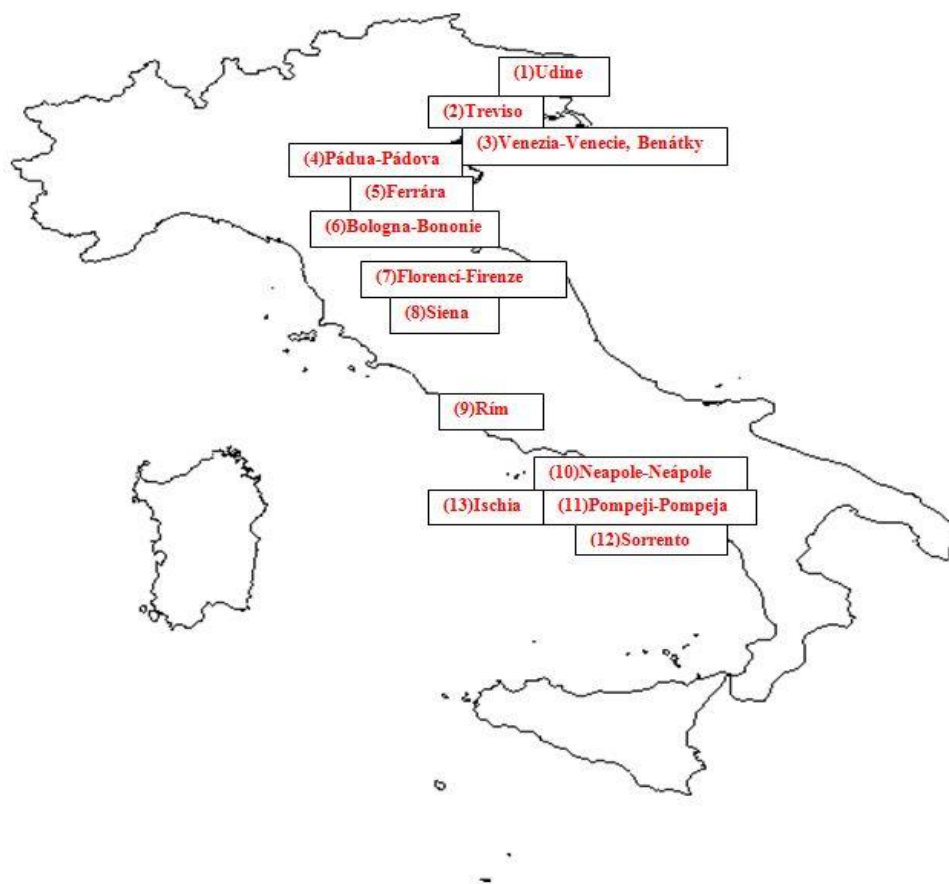 (1)Udine
(2)Treviso
(3)Venezia-Venecie, Benátky
(4)Pádua-Pádova
(5)Ferrára
(6)Bologna-Bononie
(7)Florencí-Firenze
(8)Siena
(9)Rím
(10)Neapole-Neápole
(13)Ischia
(11)Pompeji-Pompeja
(12)Sorrento